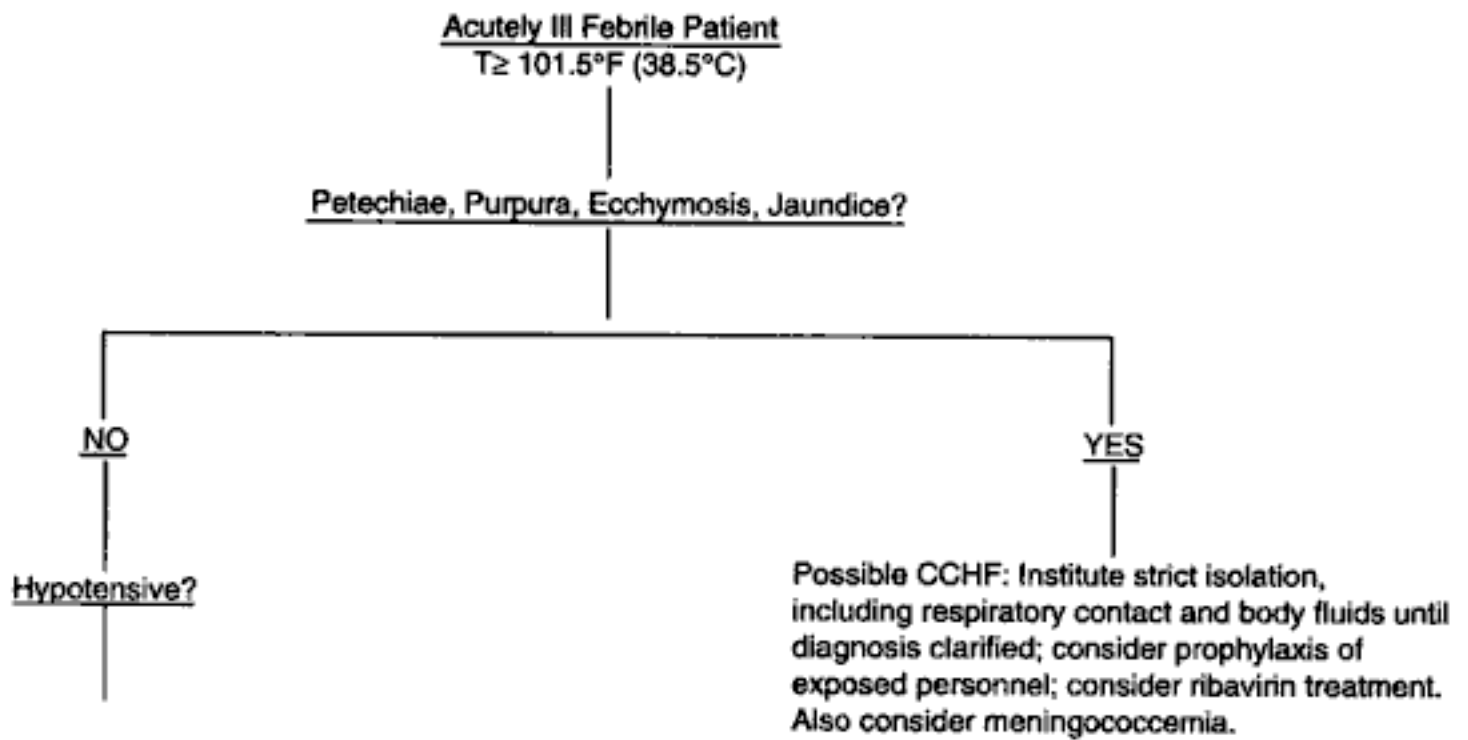 Acutely Ill Febrile Patient
T≥ 101.5°F (38.5°C)
Petechiae, Purpura, Ecchymosis, Jaundice?
NO
YES
Hypotensive?
Possible CCHF: Institute strict isolation,
including respiratory contact and body fluids until
diagnosis clarified; consider prophylaxis of
exposed personnel; consider ribavirin treatment.
Also consider meningococcemia.